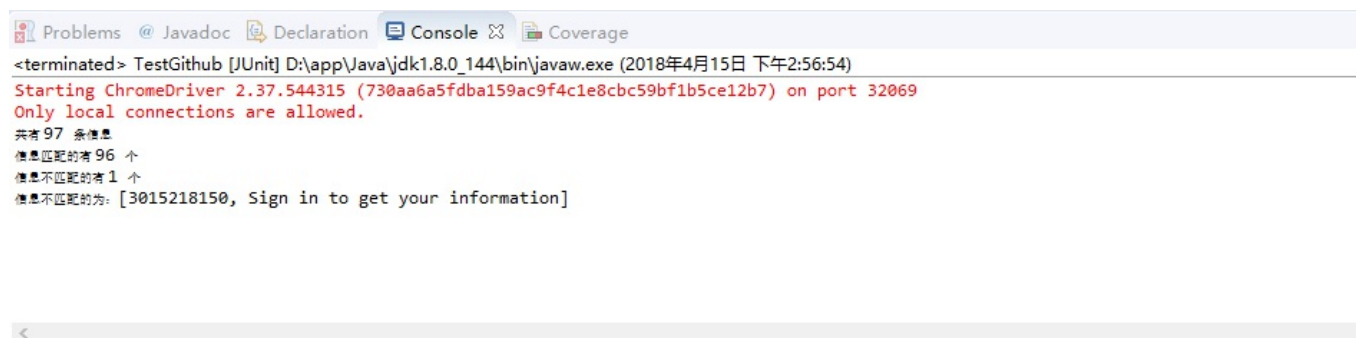 Problems @ Javadoc Declaration Console Coverage
<terminated> TestGithub [JUnit] D:\app\Java\jdk1.8.0_144\bin\javaw.exe (2018年4月15日 下午2:56:54)
Starting ChromeDriver 2.37.544315 (730aa6a5fdba159ac9f4c1e8cbc59bf1b5ce12b7) on port 32069
Only local connections are allowed.
共有97 条信息
信息匹配的有96 个
信息不匹配的有1 个
信息不匹配的为：[3015218150, Sign in to get your information]